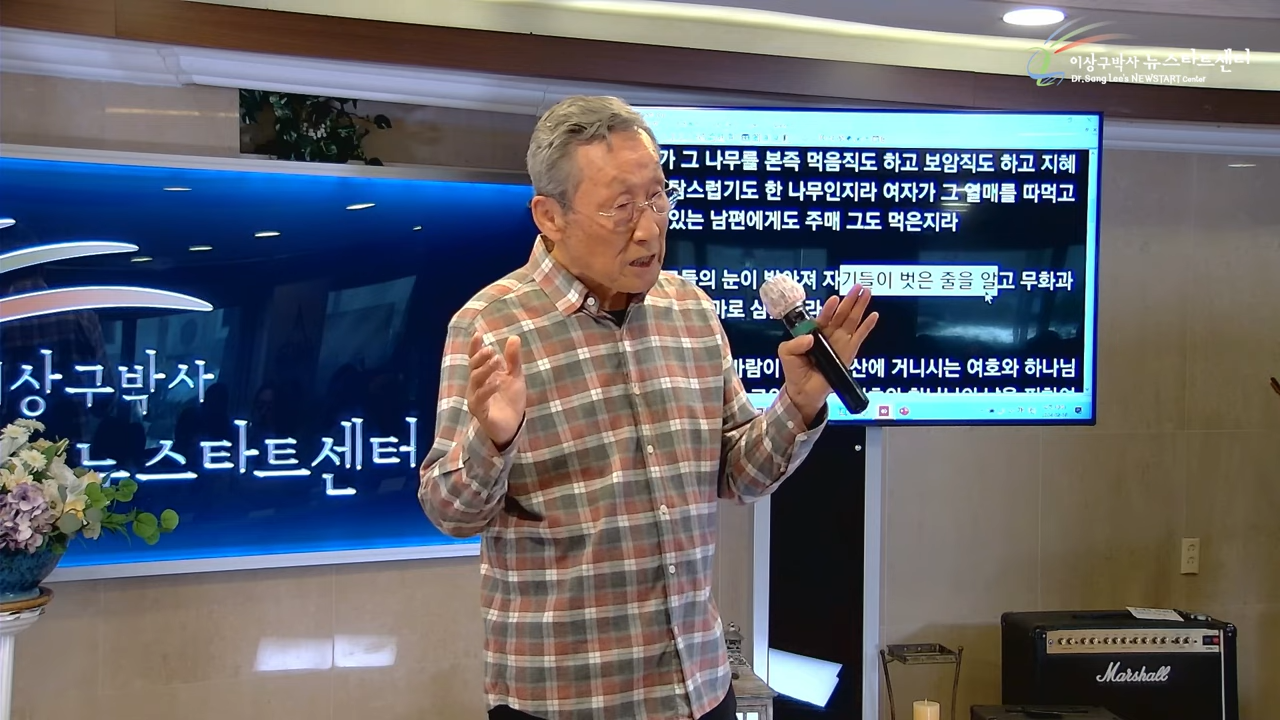 이상구박사 뉴스타트센터
Dr. Sang Lee's NEWSTART Center
가 그 나무를 본즉 먹음직도 하고 보암직도 하고 지혜
탐스럽기도 한 나무인지라 여자가 그 열매를 따먹고
있는 남편에게도 주매 그도 먹은지라
눈이 밝아져 자기들이 벗은 줄을 알고 무화과
바람이
산에 거니시는 여호와 하나님
이상구박사
뉴스타트센터
Marshall